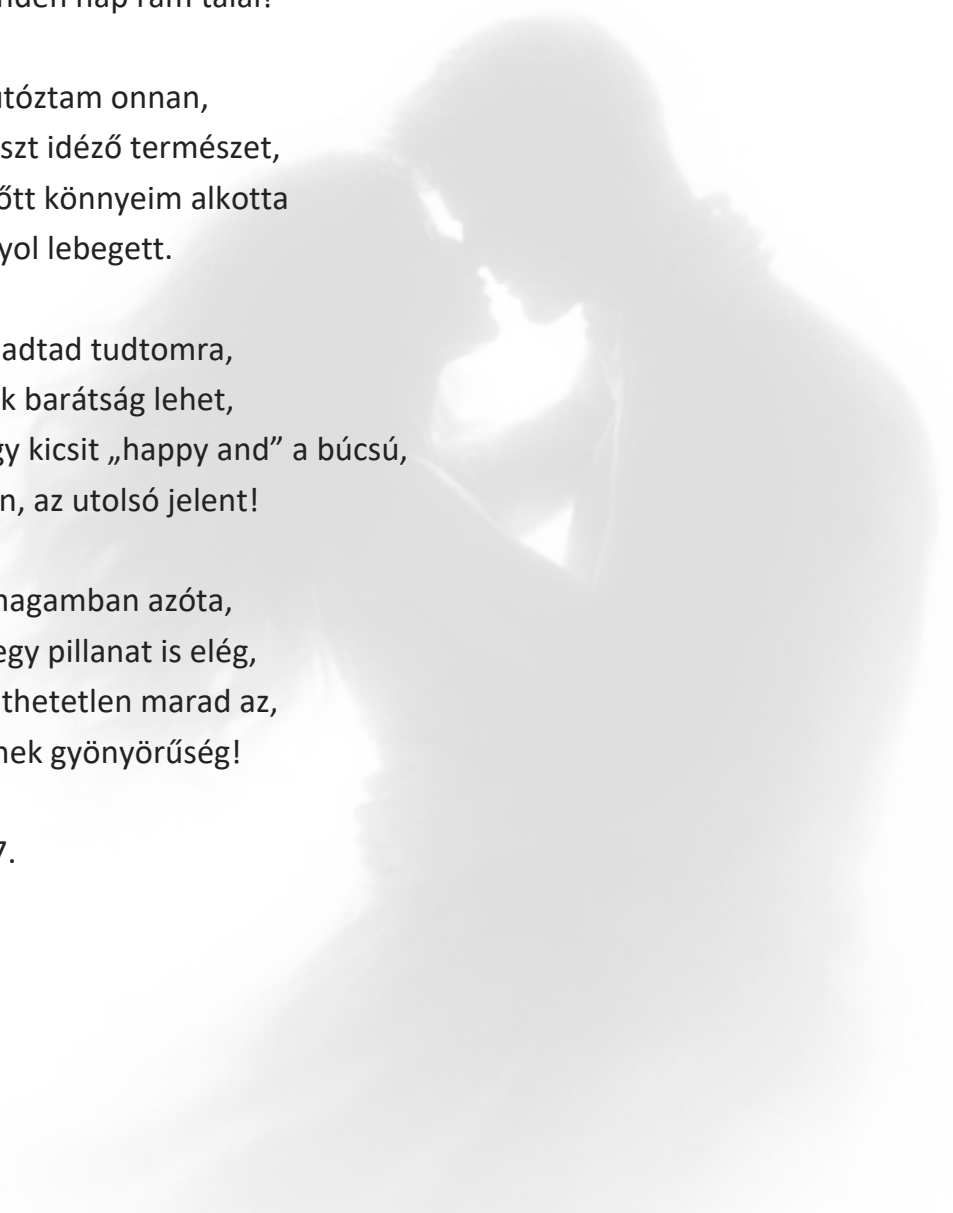 nden nap rám talál!
utóztam onnan,
szt idéző természet,
őtt könnyeim alkotta
yol lebegett.
adtad tudtomra,
k barátság lehet,
gy kicsit „happy and” a búcsú,
n, az utolsó jelent!
nagamban azóta,
egy pillanat is elég,
thetetlen marad az,
nek gyönyörűség!
7.